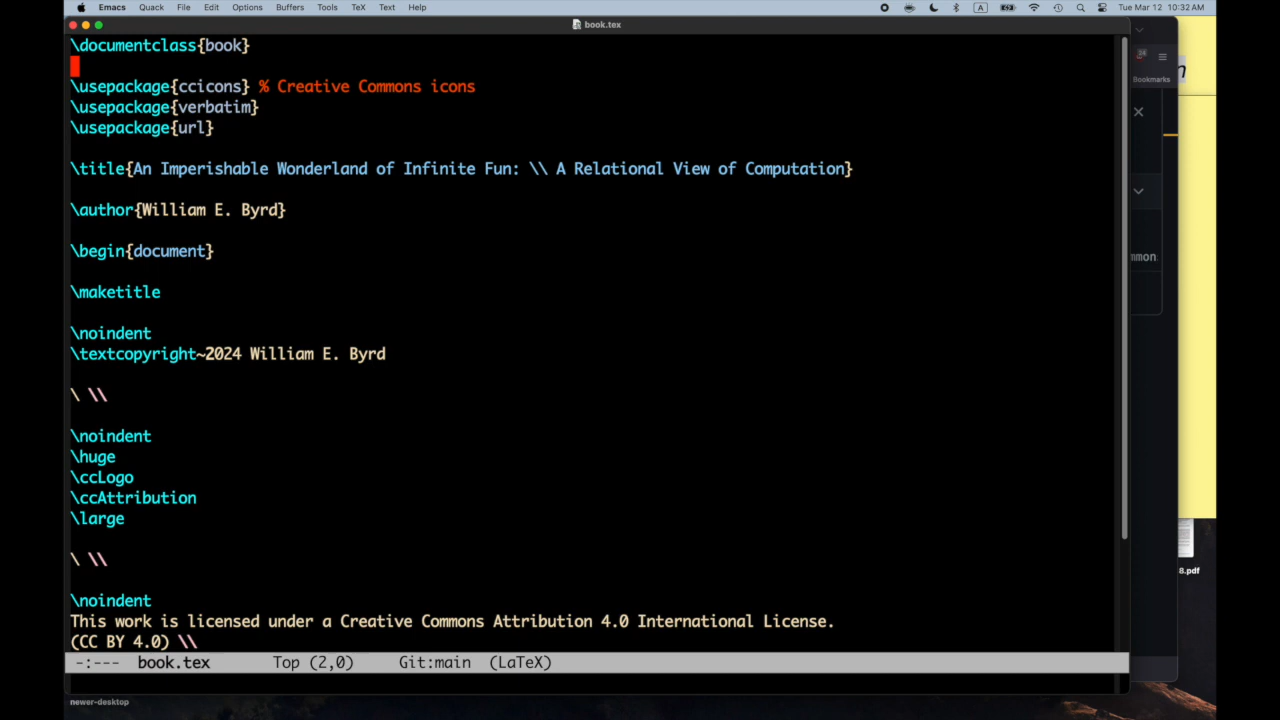 Emacs Quack File Edit Options Buffers Tools TeX Text Help A Tue Mar 12 10:32 AM
book.tex
\documentclass{book}
\usepackage{ccicons} % Creative Commons icons
\usepackage{verbatim}
\usepackage{url}
\title{An Imperishable Wonderland of Infinite Fun: \\ A Relational View of Computation}
\author{William E. Byrd}
\begin{document}
\maketitle
\noindent
\textcopyright~2024 William E. Byrd
\ \\
\noindent
\huge
\ccLogo
\ccAttribution
\large
\ \\
\noindent
This work is licensed under a Creative Commons Attribution 4.0 International License.
(CC BY 4.0) \\
-:--- book.tex Top (2,0) Git:main (LaTeX)
newer-desktop
24
Bookmarks
n
mmon.
8.pdf